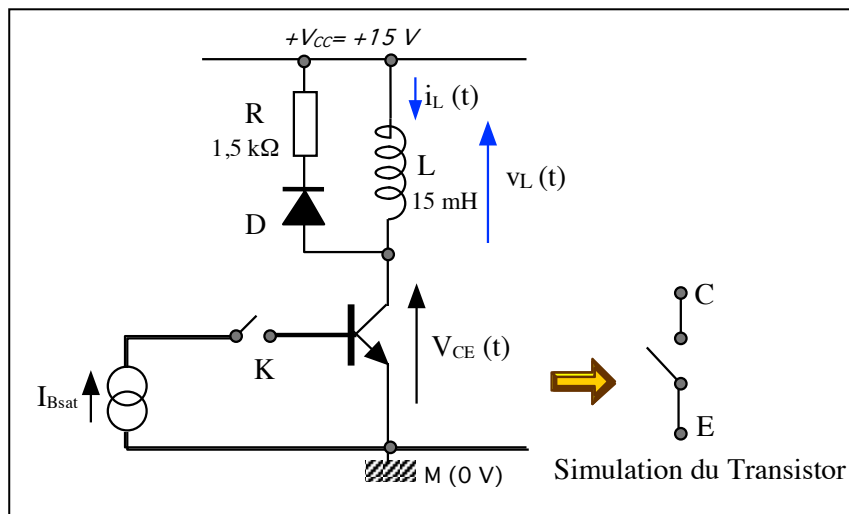 +VCC= +15 V
iL (t)
R
1,5 kΩ
L
15 mH
vL (t)
D
C
VCE (t)
K
IBsat
E
M (0 V)
Simulation du Transistor